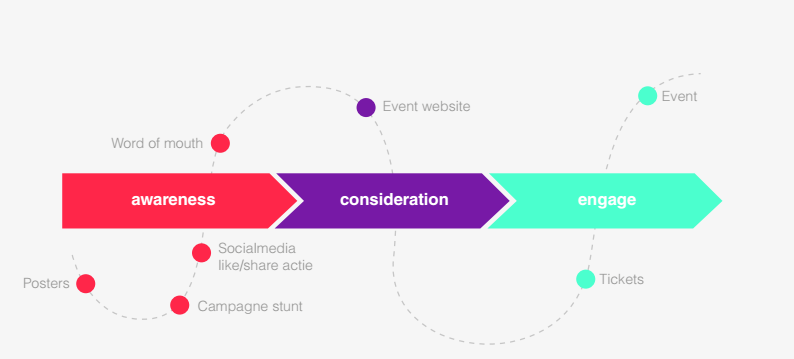 Event
Event website
Word of mouth
awareness
consideration
engage
Socialmedia
like/share actie
Posters
Tickets
Campagne stunt